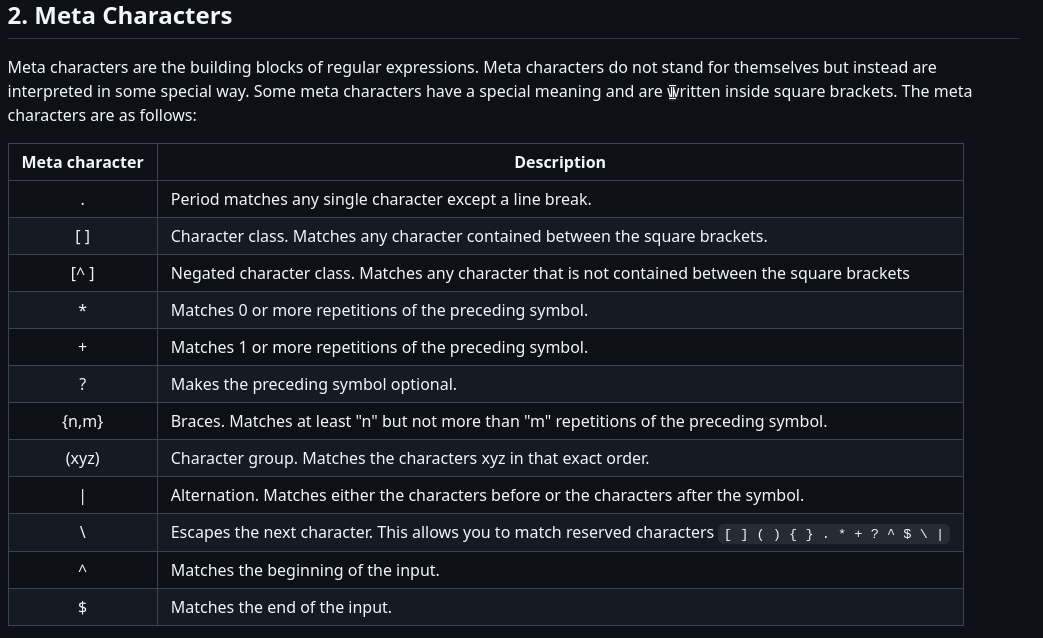 2. Meta Characters
Meta characters are the building blocks of regular expressions. Meta characters do not stand for themselves but instead are
interpreted in some special way. Some meta characters have a special meaning and are written inside square brackets. The meta
characters are as follows:
Meta character Description
. Period matches any single character except a line break.
[ ] Character class. Matches any character contained between the square brackets.
[^ ] Negated character class. Matches any character that is not contained between the square brackets
* Matches 0 or more repetitions of the preceding symbol.
+ Matches 1 or more repetitions of the preceding symbol.
? Makes the preceding symbol optional.
{n,m} Braces. Matches at least "n" but not more than "m" repetitions of the preceding symbol.
(xyz) Character group. Matches the characters xyz in that exact order.
| Alternation. Matches either the characters before or the characters after the symbol.
\ Escapes the next character. This allows you to match reserved characters [ ] ( ) { } . * + ? ^ $ \ |
^ Matches the beginning of the input.
$ Matches the end of the input.